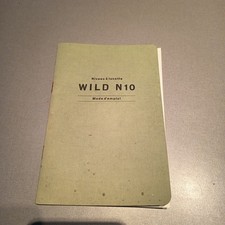 Niveau à lunette
WILD N10
Mode d'emploi